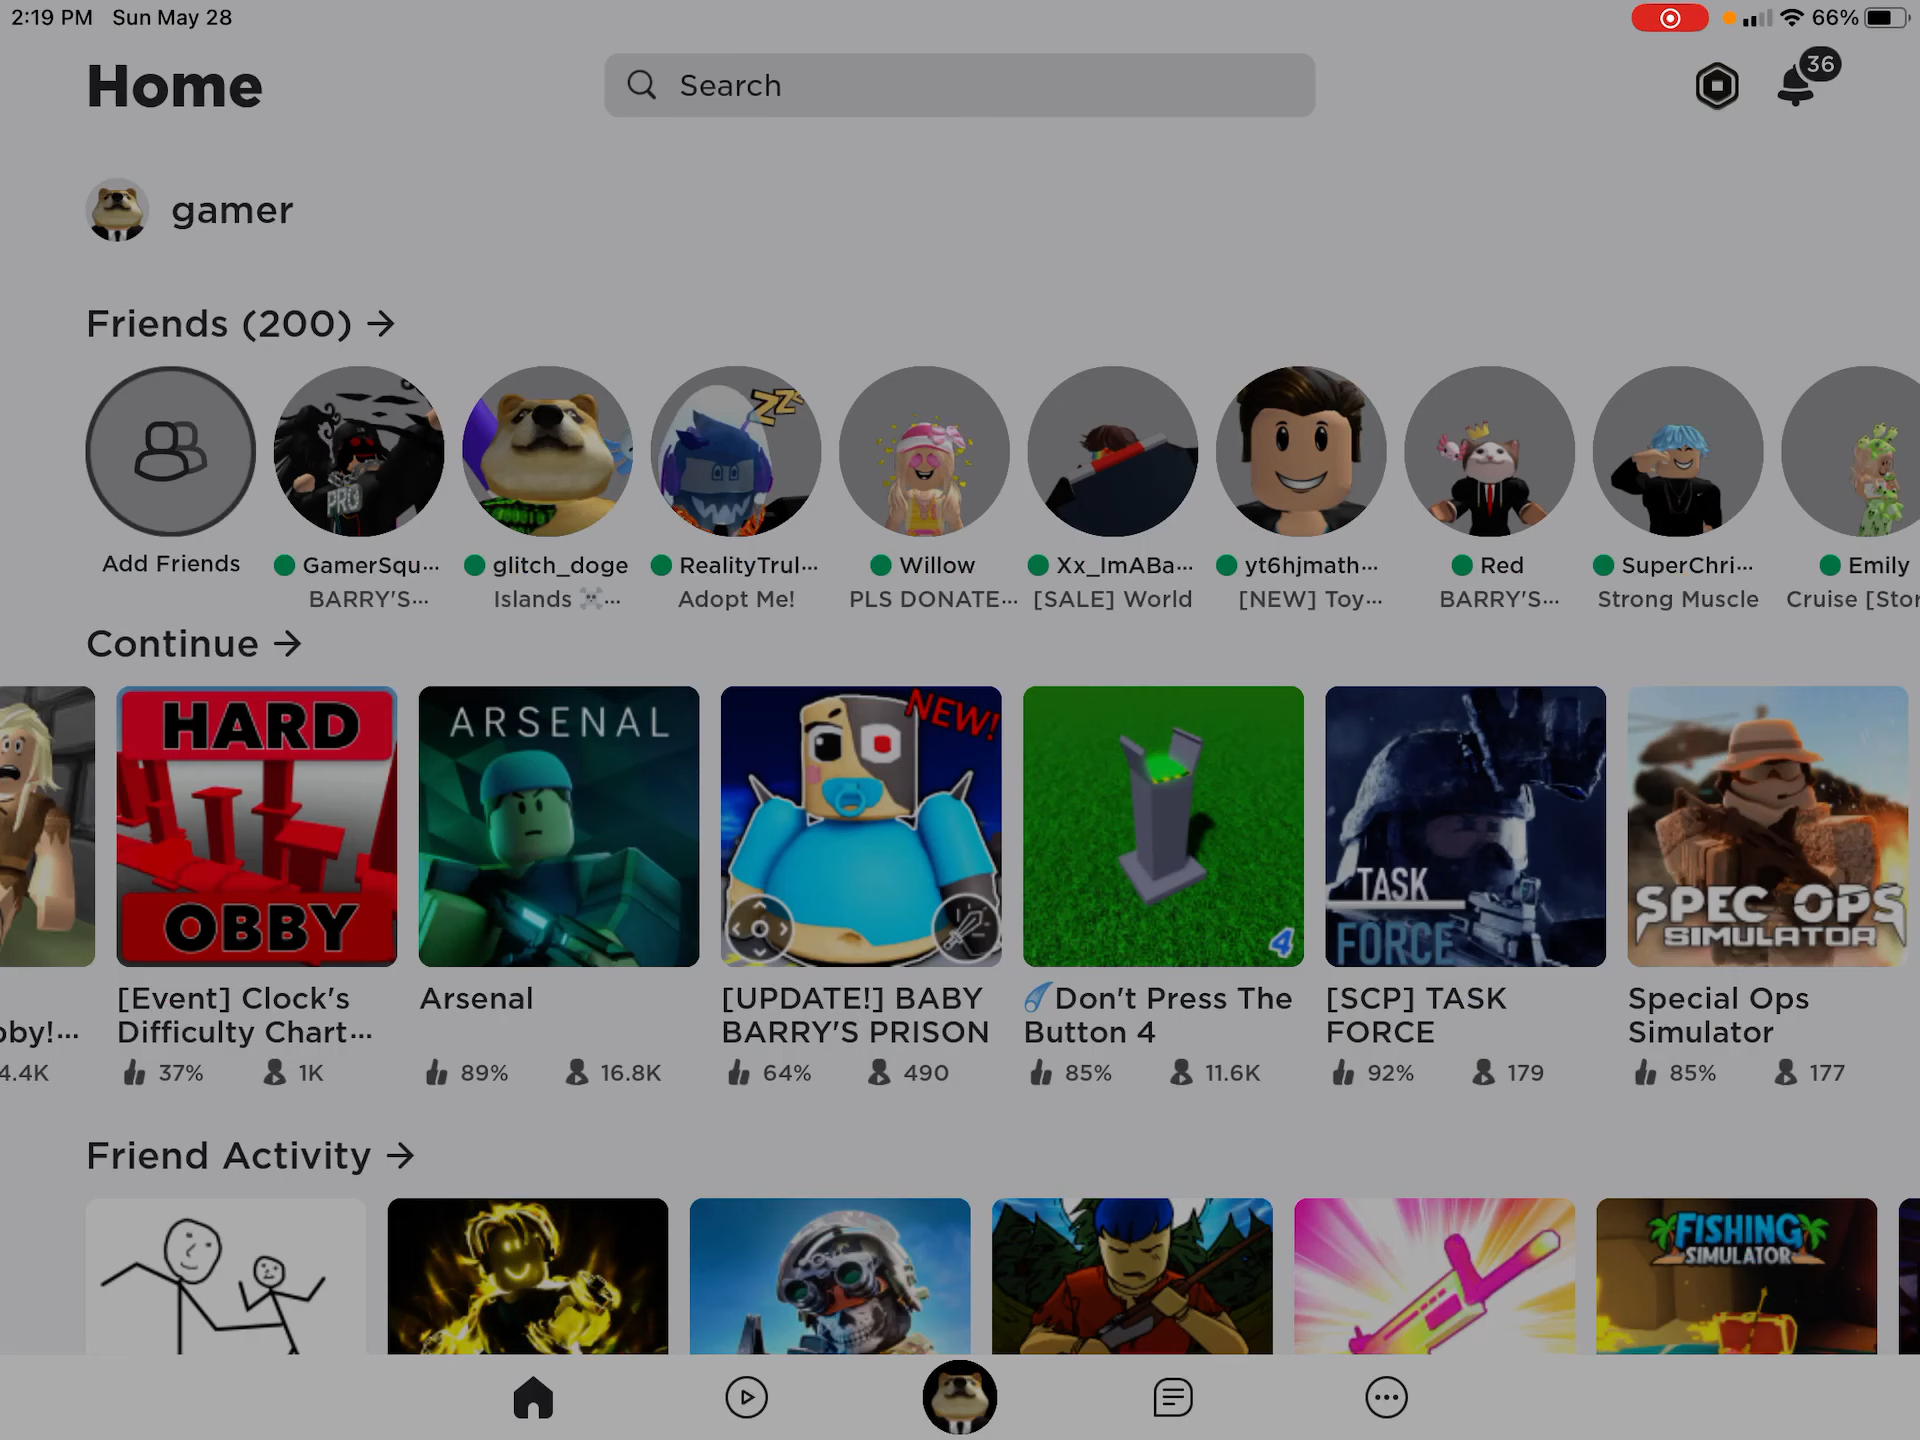 2:19 PM Sun May 28
66%
Home
Search
36
gamer
Friends (200) →
PRO
ZZZ
Add Friends
GamerSqu...
glitch_doge
RealityTrul...
Willow
Xx_ImABa...
yt6hjmath...
Red
SuperChri...
Emily
BARRY'S...
Islands ☠️...
Adopt Me!
PLS DONATE...
[SALE] World
[NEW] Toy...
BARRY'S...
Strong Muscle
Cruise [Stor
Continue →
HARD
OBBY
ARSENAL
NEW!
4
TASK
FORCE
SPEC OPS
SIMULATOR
bby!...
[Event] Clock's
Difficulty Chart...
Arsenal
[UPDATE!] BABY
BARRY'S PRISON
☄️Don't Press The
Button 4
[SCP] TASK
FORCE
Special Ops
Simulator
4.4K
37% 1K
89% 16.8K
64% 490
85% 11.6K
92% 179
85% 177
Friend Activity →
FISHING
SIMULATOR